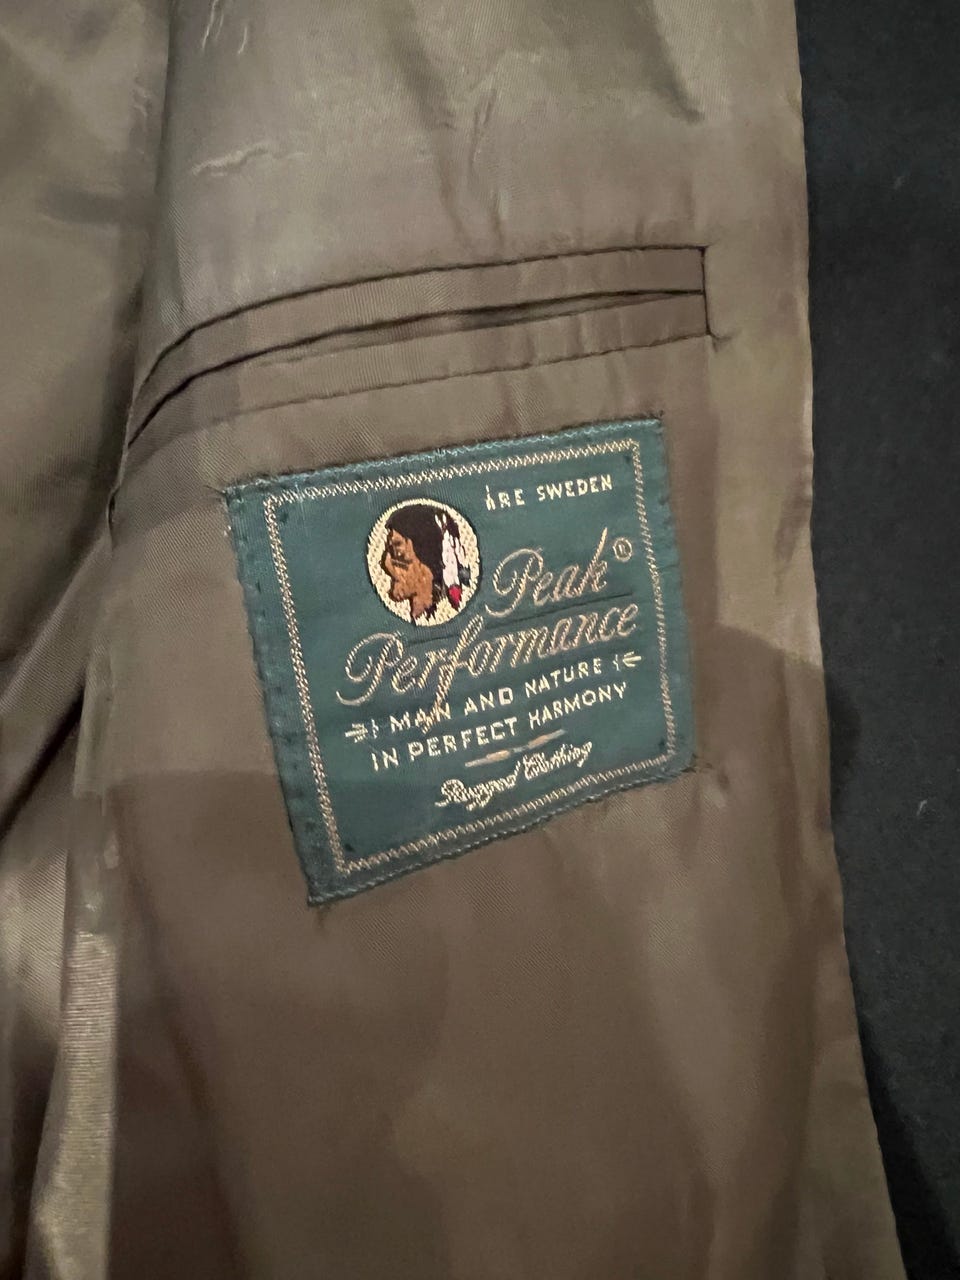 ÅRE SWEDEN
Peak®
Performance
MAN AND NATURE
IN PERFECT HARMONY
Rugged Clothing